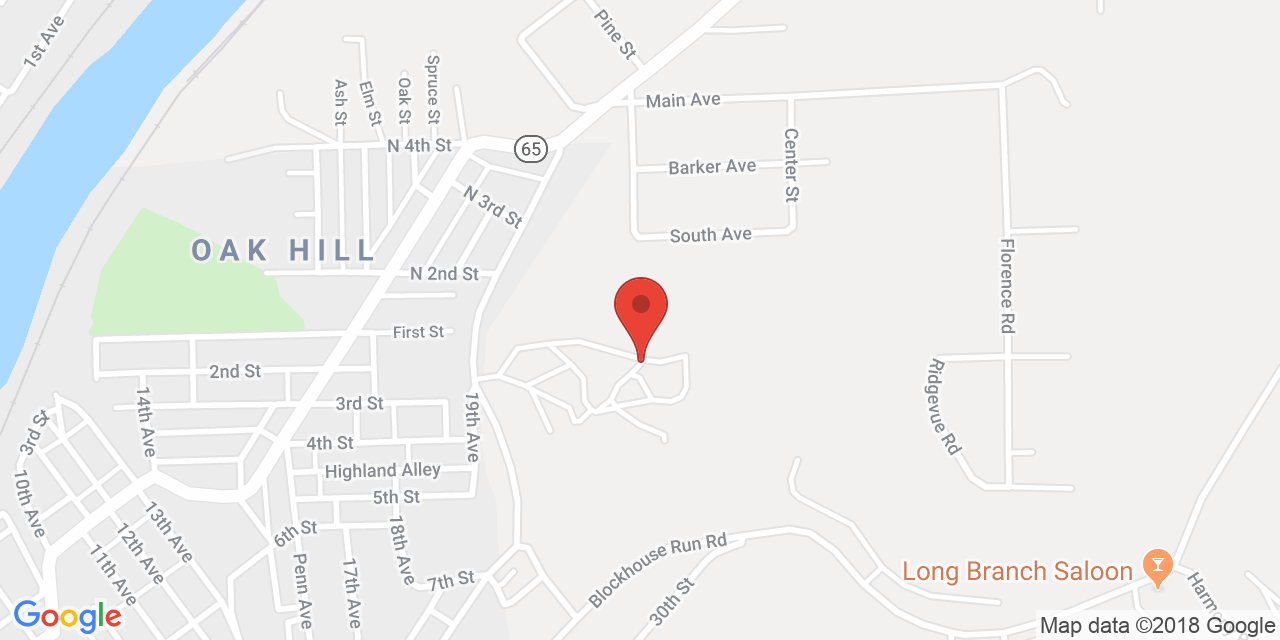 1st Ave
Pine St
Spruce St
Ash St
Elm St
Oak St
Main Ave
N 4th St
65
Center St
Barker Ave
N 3rd St
South Ave
OAK HILL
N 2nd St
Florence Rd
First St
2nd St
14th Ave
3rd St
19th Ave
Ridgevue Rd
3rd St
4th St
Highland Alley
10th Ave
5th St
13th Ave
12th Ave
6th St
18th Ave
11th Ave
Penn Ave
17th Ave
7th St
Blockhouse Run Rd
30th St
Long Branch Saloon
Harmo
Google
Map data ©2018 Google